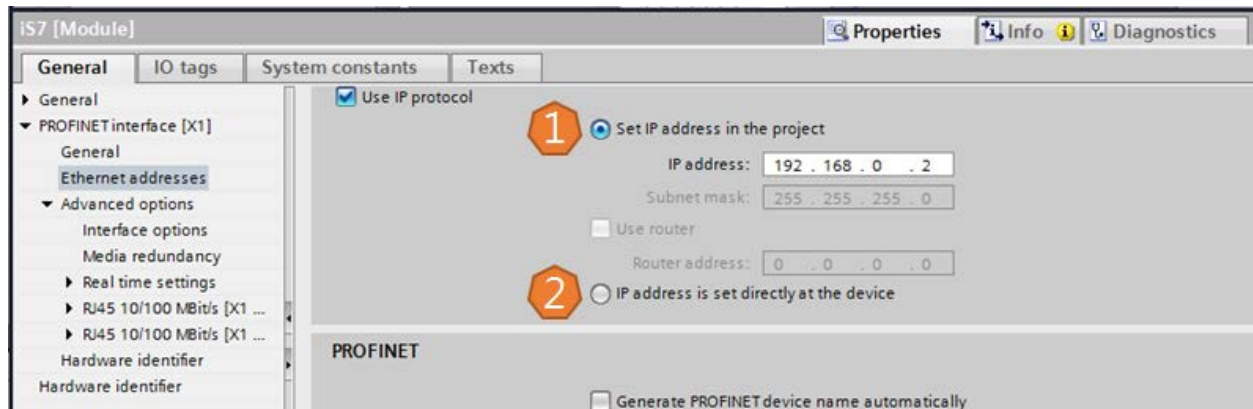 iS7 [Module]
Properties
Info
Diagnostics
General
IO tags
System constants
Texts
General
PROFINET interface [X1]
General
Ethernet addresses
Advanced options
Interface options
Media redundancy
Real time settings
RJ45 10/100 MBit/s [X1 ...
RJ45 10/100 MBit/s [X1 ...
Hardware identifier
Hardware identifier
Use IP protocol
1
Set IP address in the project
IP address: 192 . 168 . 0 . 2
Subnet mask: 255 . 255 . 255 . 0
Use router
Router address: 0 . 0 . 0 . 0
2
IP address is set directly at the device
PROFINET
Generate PROFINET device name automatically